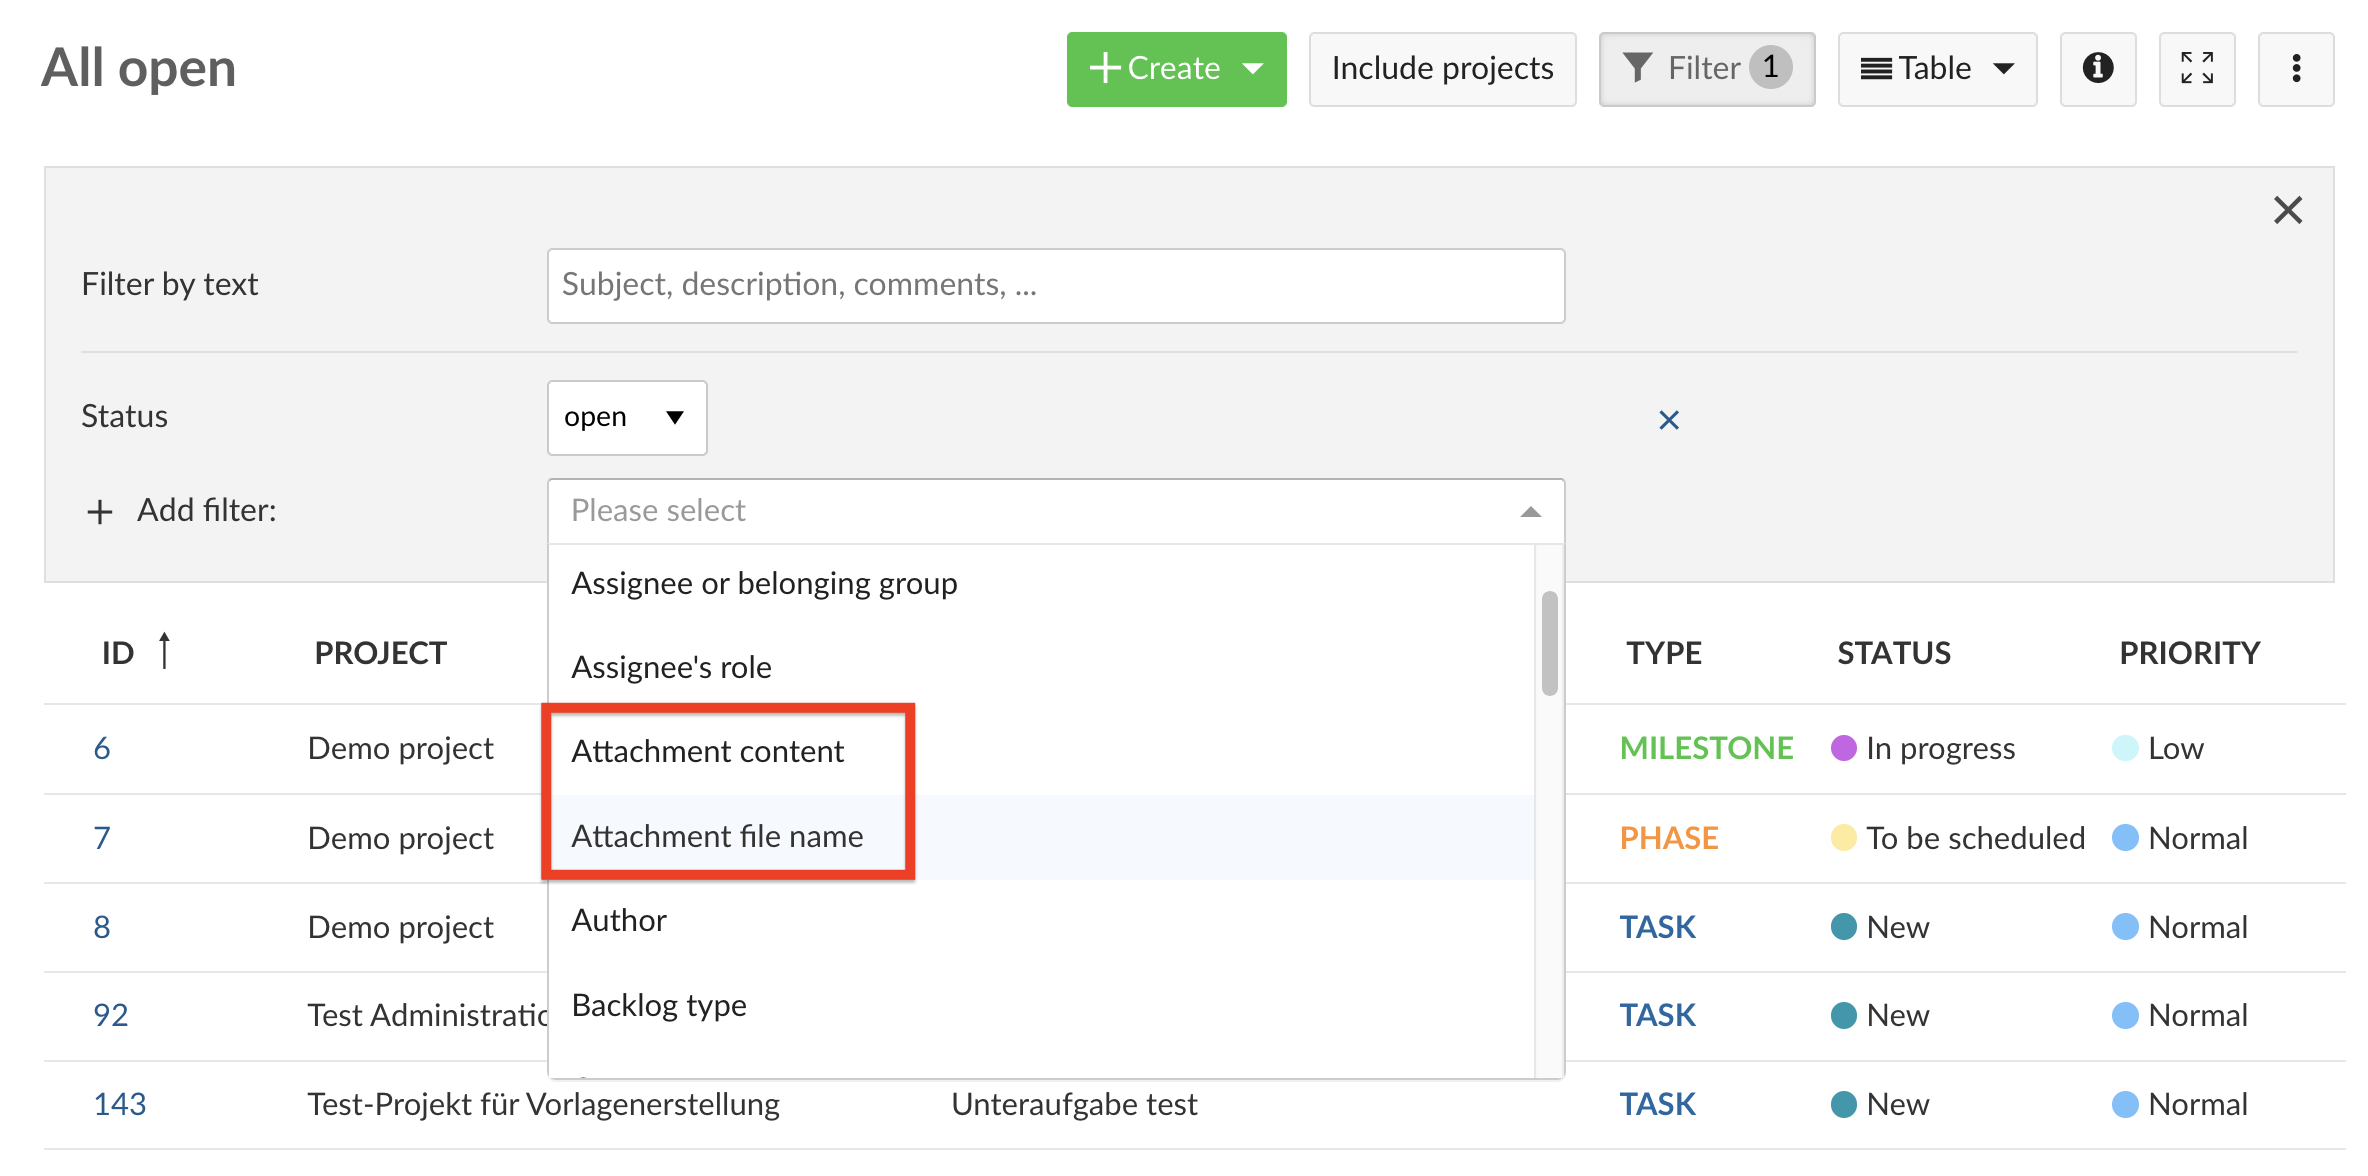 All open
Create
Include projects
Filter 1
Table
Filter by text
Subject, description, comments, ...
Status
open
Add filter:
Please select
Assignee or belonging group
Assignee's role
Attachment content
Attachment file name
Author
Backlog type
ID PROJECT TYPE STATUS PRIORITY
6 Demo project MILESTONE In progress Low
7 Demo project PHASE To be scheduled Normal
8 Demo project TASK New Normal
92 Test TASK New Normal
143 Test-Projekt für Vorlagenerstellung Unteraufgabe test TASK New Normal